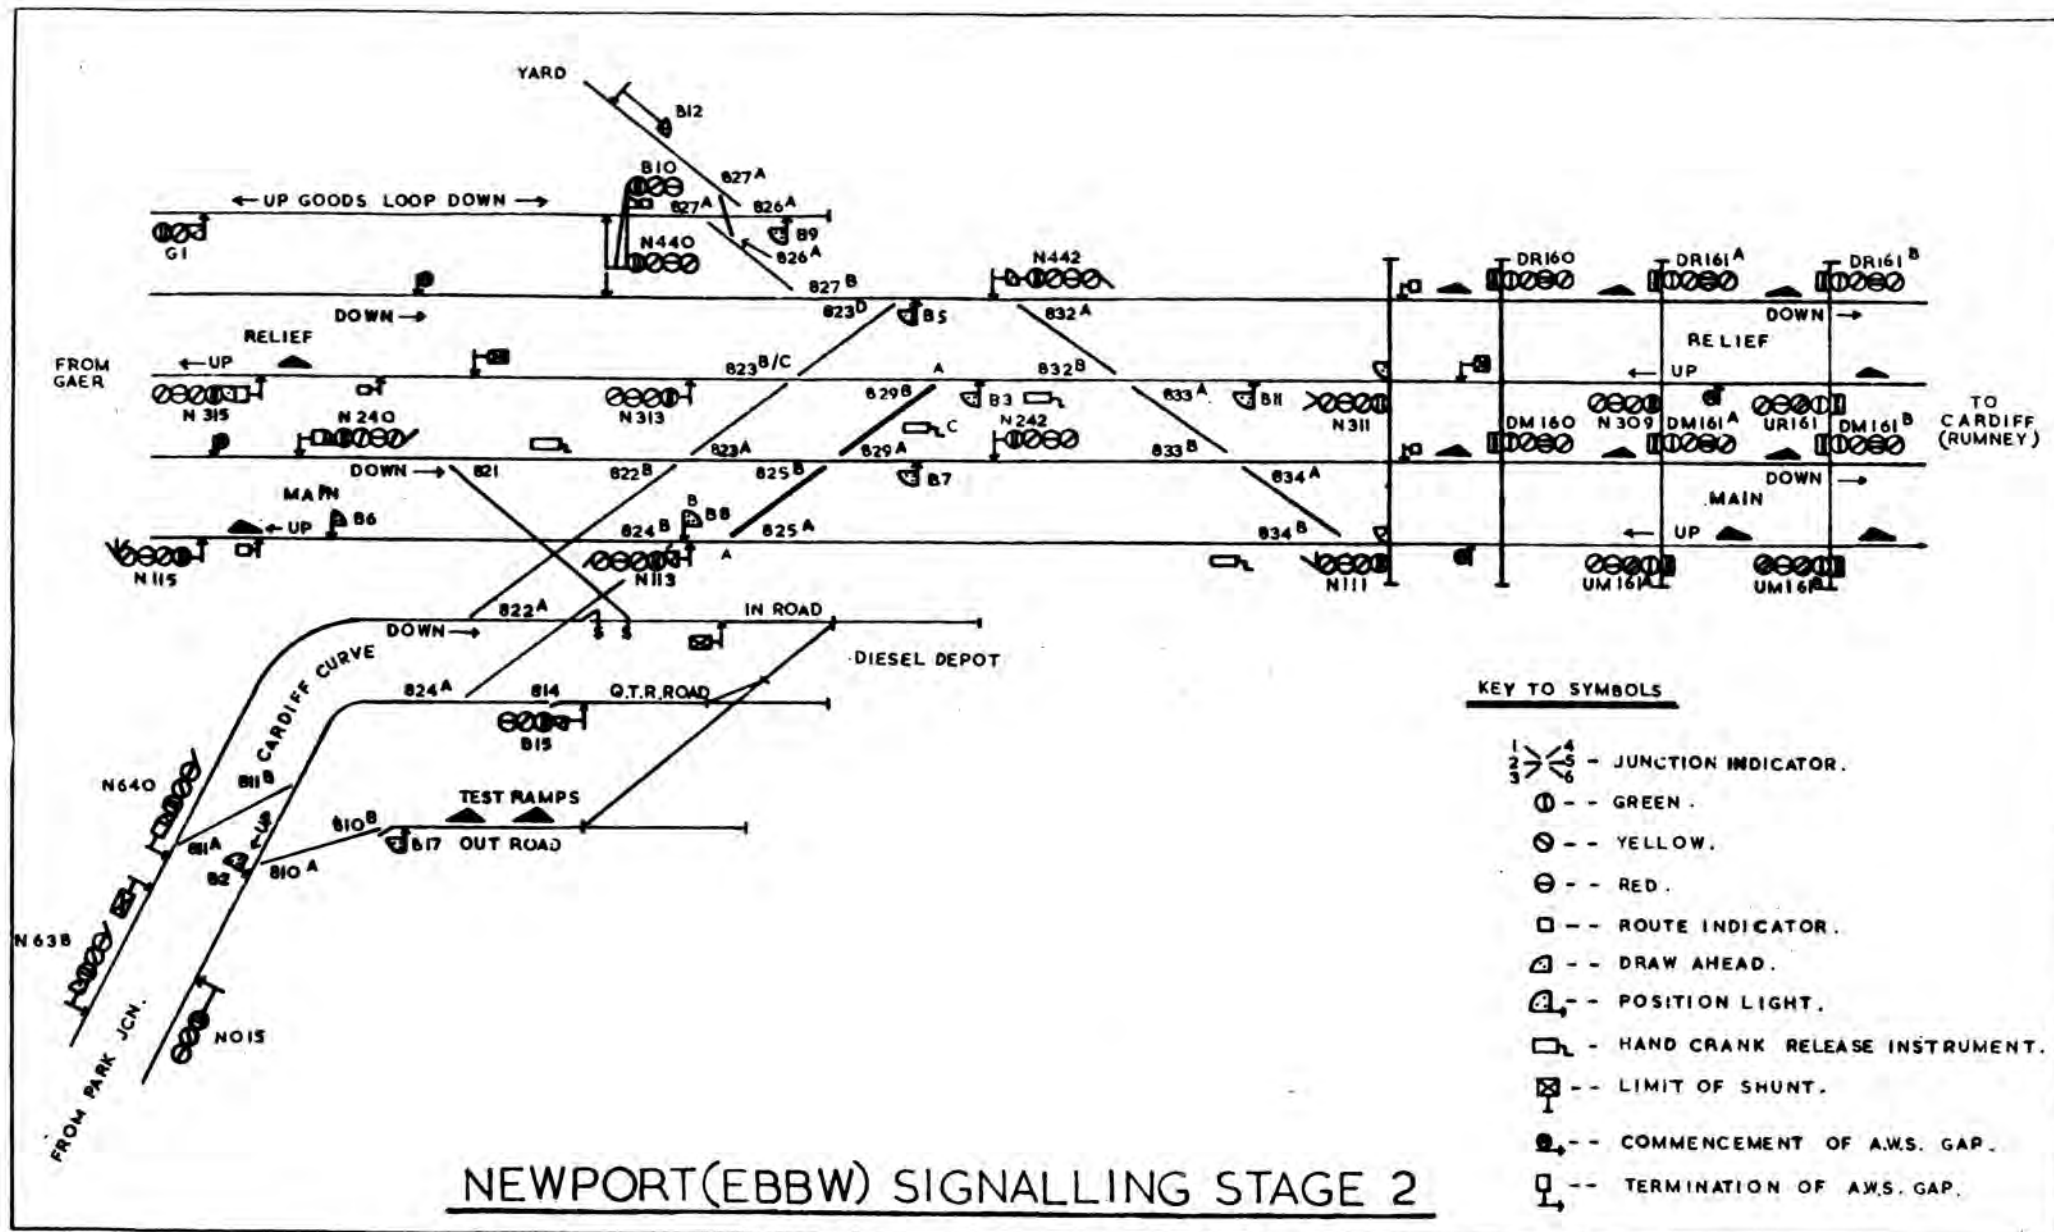 YARD
B12
B10
827A
← UP GOODS LOOP DOWN →
827A
826A
G1
N440
B9
826A
N442
DR160
DR161A
DR161B
827B
823D
B5
832A
DOWN →
DOWN →
RELIEF
RELIEF
FROM
GAER
← UP
823B/C
A
832B
← UP
829B
833A
N315
N240
N313
B3
N242
B11
N311
DM160
N309
DM161A
UR161
DM161B
TO
CARDIFF
(RUMNEY)
C
DOWN →
821
822B
823A
825B
829A
833B
B7
834A
DOWN →
MAIN
MAIN
← UP
B6
824B
B
B8
825A
834B
← UP
N115
N113
A
N111
UM161A
UM161B
822A
IN ROAD
DOWN →
S
S
DIESEL DEPOT
CARDIFF CURVE
824A
814
Q.T.R. ROAD
B15
KEY TO SYMBOLS
1 4
2 5 - JUNCTION INDICATOR.
3 6
N640
811B
TEST RAMPS
- - GREEN.
← UP
810B
- - YELLOW.
811A
B2
810A
B17
OUT ROAD
- - RED.
N638
- - ROUTE INDICATOR.
- - DRAW AHEAD.
- - POSITION LIGHT.
FROM PARK JCN.
N015
- HAND CRANK RELEASE INSTRUMENT.
- - LIMIT OF SHUNT.
- - COMMENCEMENT OF A.W.S. GAP.
-- TERMINATION OF A.W.S. GAP.
NEWPORT(EBBW) SIGNALLING STAGE 2